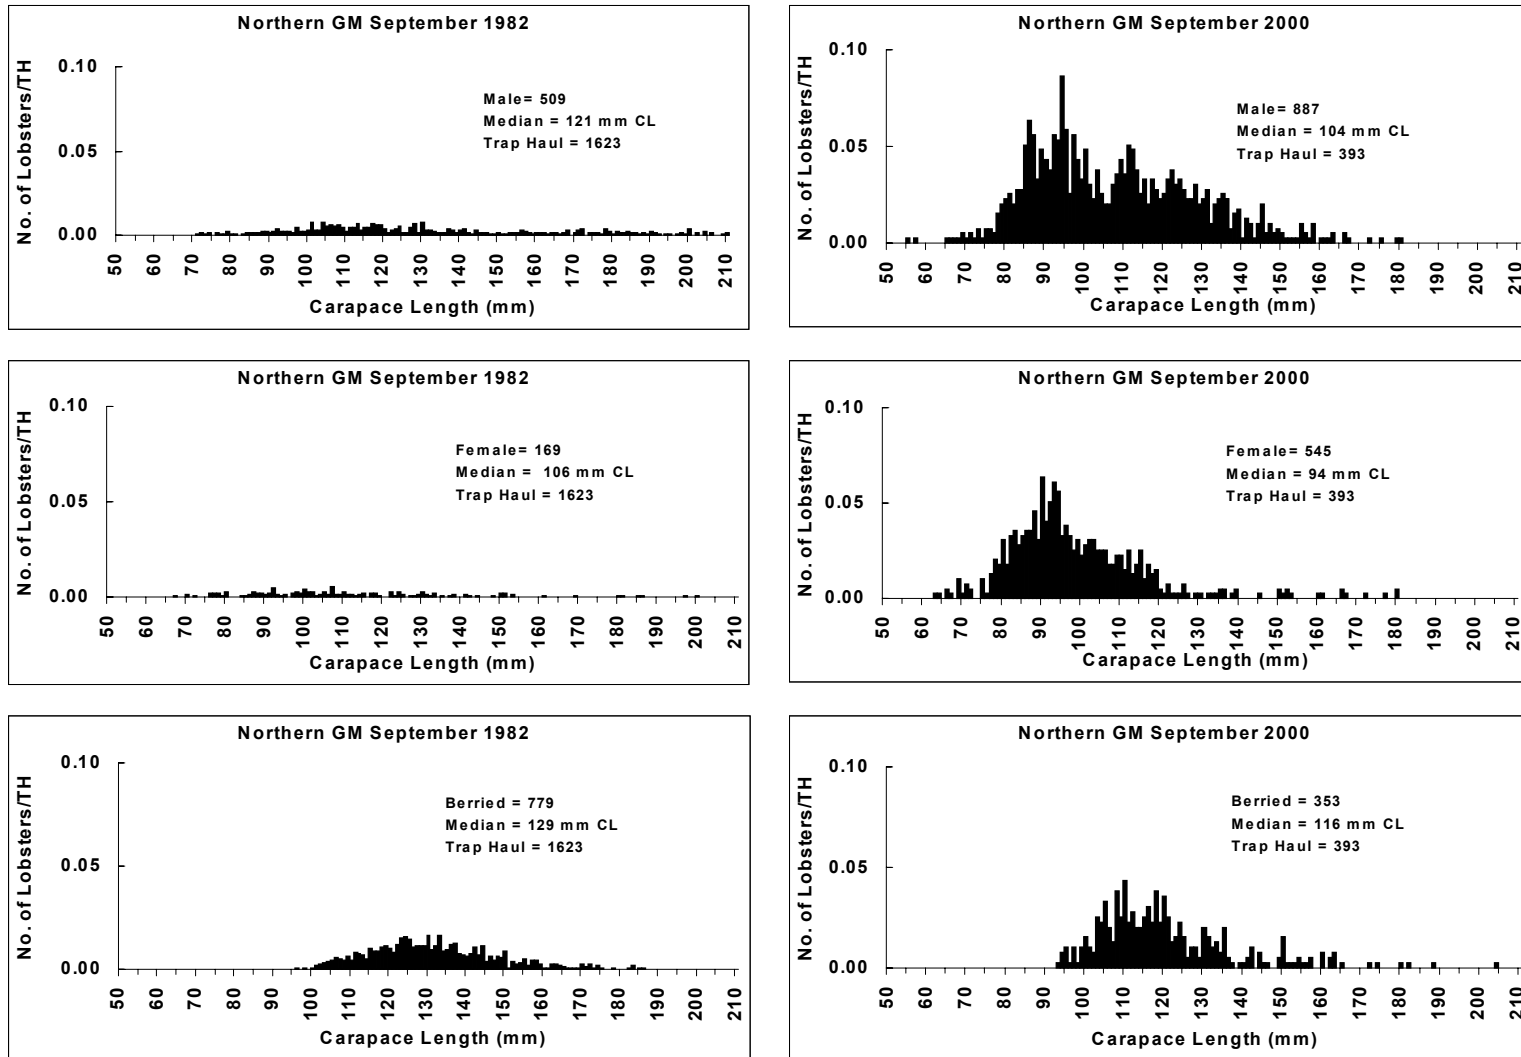 Northern GM September 1982
No. of Lobsters/TH
0.10
0.05
0.00
Male= 509
Median = 121 mm CL
Trap Haul = 1623
50 60 70 80 90 100 110 120 130 140 150 160 170 180 190 200 210
Carapace Length (mm)
Northern GM September 2000
No. of Lobsters/TH
0.10
0.05
0.00
Male= 887
Median = 104 mm CL
Trap Haul = 393
50 60 70 80 90 100 110 120 130 140 150 160 170 180 190 200 210
Carapace Length (mm)
Northern GM September 1982
No. of Lobsters/TH
0.10
0.05
0.00
Female= 169
Median = 106 mm CL
Trap Haul = 1623
50 60 70 80 90 100 110 120 130 140 150 160 170 180 190 200 210
Carapace Length (mm)
Northern GM September 2000
No. of Lobsters/TH
0.10
0.05
0.00
Female= 545
Median = 94 mm CL
Trap Haul = 393
50 60 70 80 90 100 110 120 130 140 150 160 170 180 190 200 210
Carapace Length (mm)
Northern GM September 1982
No. of Lobsters/TH
0.10
0.05
0.00
Berried = 779
Median = 129 mm CL
Trap Haul = 1623
50 60 70 80 90 100 110 120 130 140 150 160 170 180 190 200 210
Carapace Length (mm)
Northern GM September 2000
No. of Lobsters/TH
0.10
0.05
0.00
Berried = 353
Median = 116 mm CL
Trap Haul = 393
50 60 70 80 90 100 110 120 130 140 150 160 170 180 190 200 210
Carapace Length (mm)